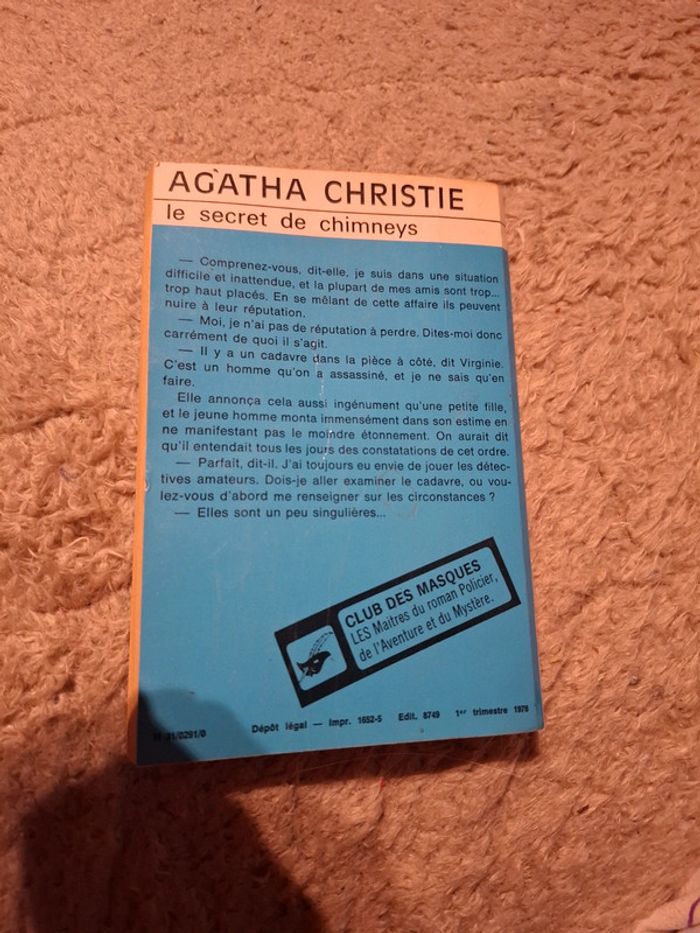 AGATHA CHRISTIE
le secret de chimneys
— Comprenez-vous, dit-elle, je suis dans une situation
difficile et inattendue, et la plupart de mes amis sont trop...
trop haut placés. En se mêlant de cette affaire ils peuvent
nuire à leur réputation.
— Moi, je n'ai pas de réputation à perdre. Dites-moi donc
carrément de quoi il s'agit.
— Il y a un cadavre dans la pièce à côté, dit Virginie.
C'est un homme qu'on a assassiné, et je ne sais qu'en
faire.
Elle annonça cela aussi ingénument qu'une petite fille,
et le jeune homme monta immensément dans son estime en
ne manifestant pas le moindre étonnement. On aurait dit
qu'il entendait tous les jours des constatations de cet ordre.
— Parfait, dit-il. J'ai toujours eu envie de jouer les détec-
tives amateurs. Dois-je aller examiner le cadavre, ou vou-
lez-vous d'abord me renseigner sur les circonstances ?
— Elles sont un peu singulières...
CLUB DES MASQUES
LES Maîtres du roman Policier,
de l'Aventure et du Mystère.
31/0291/0 Dépôt légal — Impr. 1652-5 Edit. 8749 1er trimestre 1976